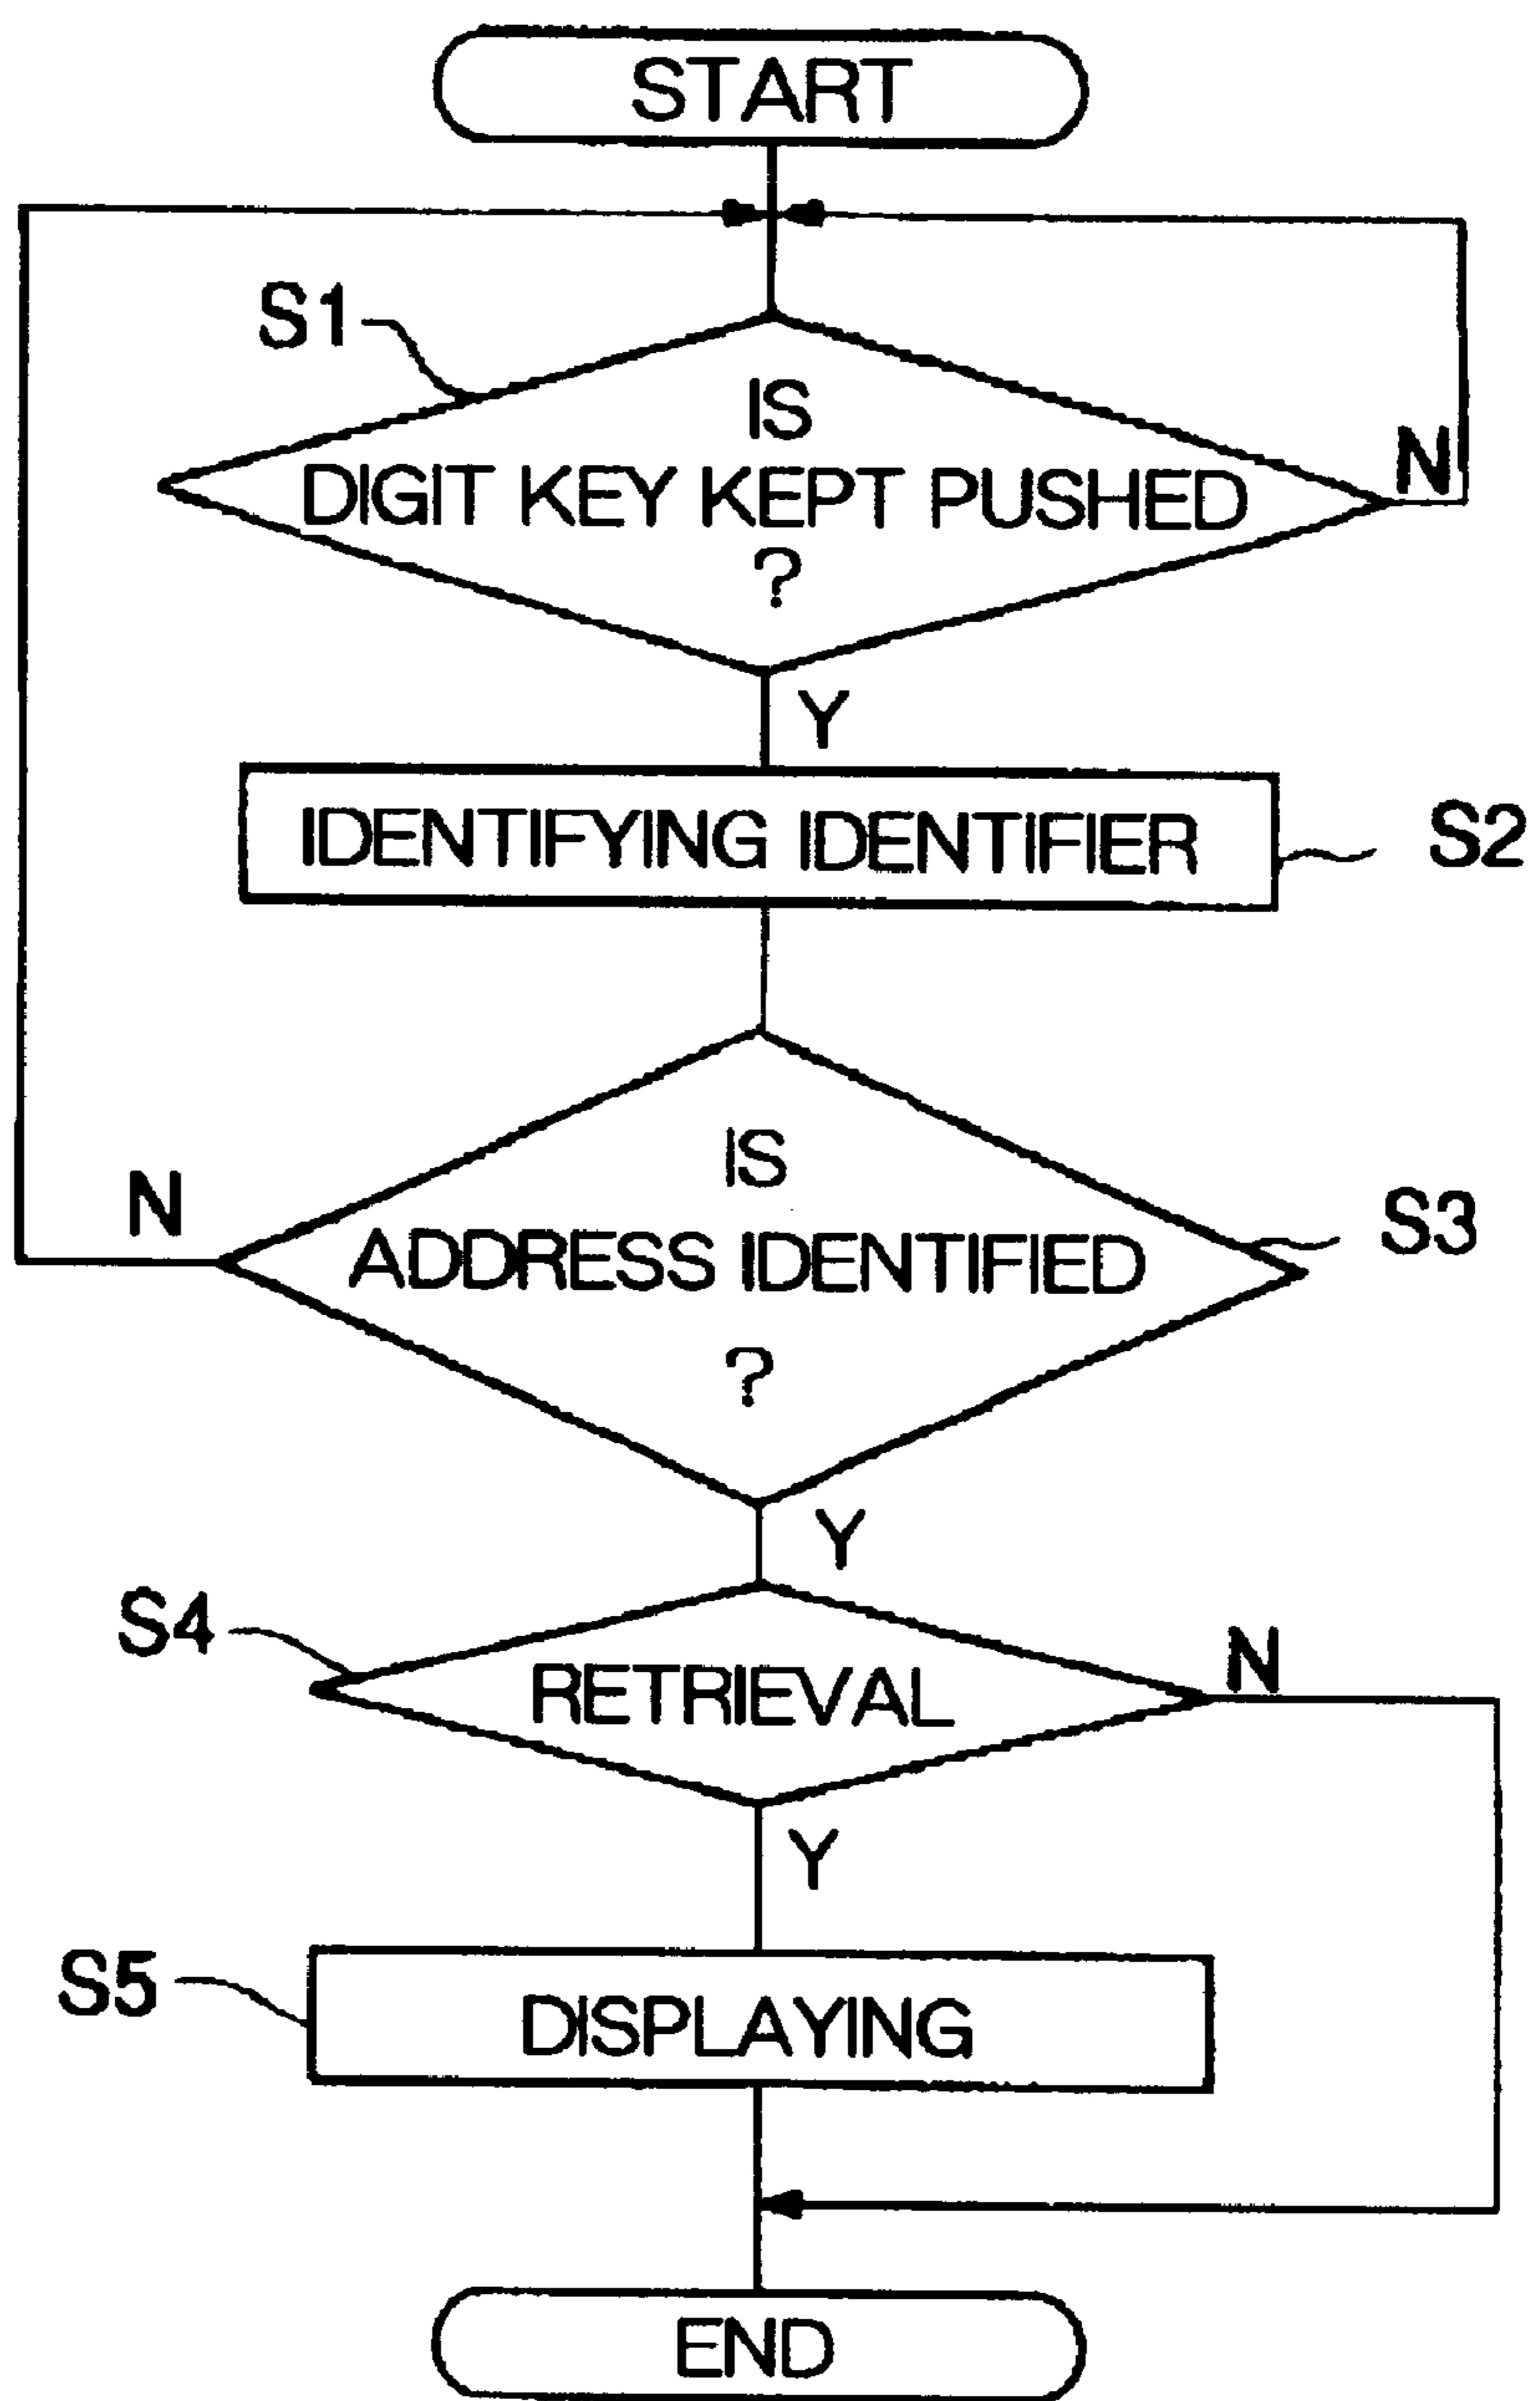 START
S1
IS
DIGIT KEY KEPT PUSHED
?
N
Y
IDENTIFYING IDENTIFIER
S2
IS
ADDRESS IDENTIFIED
?
N
S3
Y
S4
RETRIEVAL
N
Y
S5
DISPLAYING
END